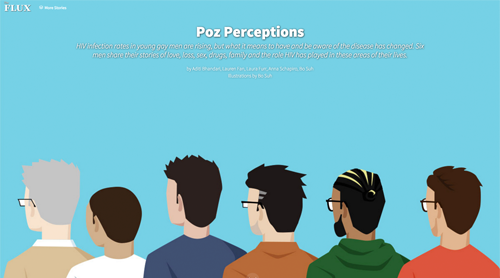 FLUX
More Stories
Poz Perceptions
HIV infection rates in young gay men are rising, but what it means to have and be aware of the disease has changed. Six
men share their stories of love, loss, sex, drugs, family and the role HIV has played in these areas of their lives.
by
Illustrations by